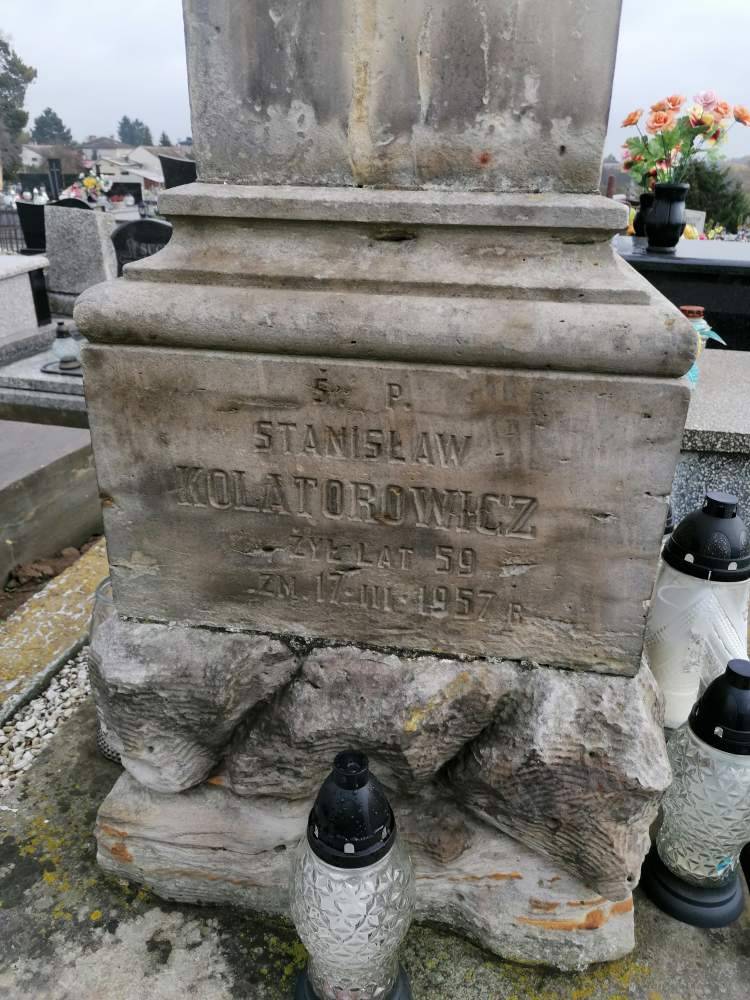 Ś. P.
STANISŁAW
KOLATOROWICZ
ŻYŁ LAT 59
ZM. 17.III.1957 R.